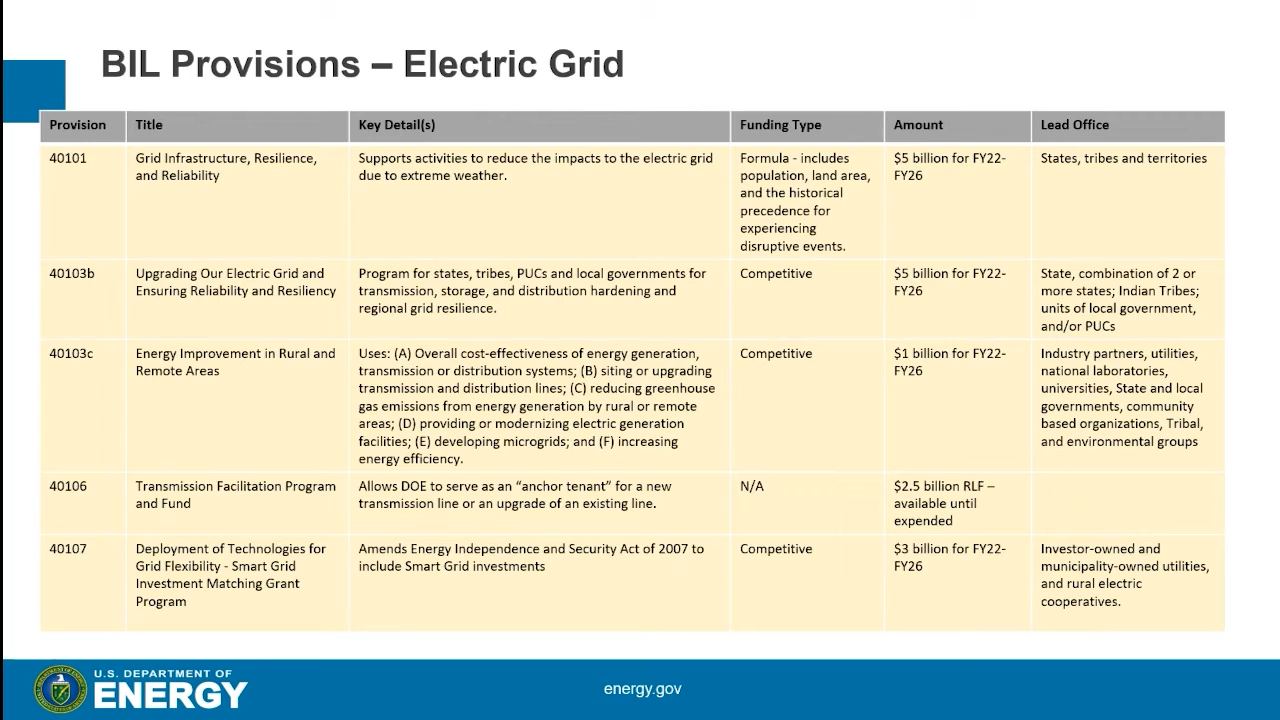 BIL Provisions – Electric Grid
Provision Title Key Detail(s) Funding Type Amount Lead Office
40101
Grid Infrastructure, Resilience,
and Reliability
Supports activities to reduce the impacts to the electric grid
due to extreme weather.
Formula - includes
population, land area,
and the historical
precedence for
experiencing
disruptive events.
$5 billion for FY22-
FY26
States, tribes and territories
40103b
Upgrading Our Electric Grid and
Ensuring Reliability and Resiliency
Program for states, tribes, PUCs and local governments for
transmission, storage, and distribution hardening and
regional grid resilience.
Competitive
$5 billion for FY22-
FY26
State, combination of 2 or
more states; Indian Tribes;
units of local government,
and/or PUCs
40103c
Energy Improvement in Rural and
Remote Areas
Uses: (A) Overall cost-effectiveness of energy generation,
transmission or distribution systems; (B) siting or upgrading
transmission and distribution lines; (C) reducing greenhouse
gas emissions from energy generation by rural or remote
areas; (D) providing or modernizing electric generation
facilities; (E) developing microgrids; and (F) increasing
energy efficiency.
Competitive
$1 billion for FY22-
FY26
Industry partners, utilities,
national laboratories,
universities, State and local
governments, community
based organizations, Tribal,
and environmental groups
40106
Transmission Facilitation Program
and Fund
Allows DOE to serve as an “anchor tenant” for a new
transmission line or an upgrade of an existing line.
N/A
$2.5 billion RLF –
available until
expended
40107
Deployment of Technologies for
Grid Flexibility - Smart Grid
Investment Matching Grant
Program
Amends Energy Independence and Security Act of 2007 to
include Smart Grid investments
Competitive
$3 billion for FY22-
FY26
Investor-owned and
municipality-owned utilities,
and rural electric
cooperatives.
U.S. DEPARTMENT OF
ENERGY
energy.gov